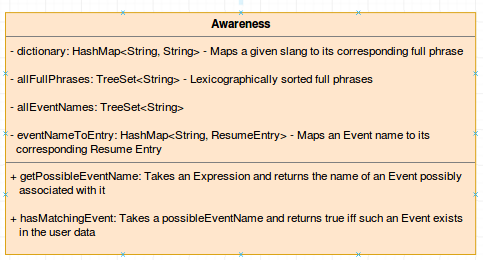 Awareness
- dictionary: HashMap<String, String> - Maps a given slang to its corresponding full phrase
- allFullPhrases: TreeSet<String> - Lexicographically sorted full phrases
- allEventNames: TreeSet<String>
- eventNameToEntry: HashMap<String, ResumeEntry> - Maps an Event name to its
corresponding Resume Entry
+ getPossibleEventName: Takes an Expression and returns the name of an Event possibly
associated with it
+ hasMatchingEvent: Takes a possibleEventName and returns true iff such an Event exists
in the user data